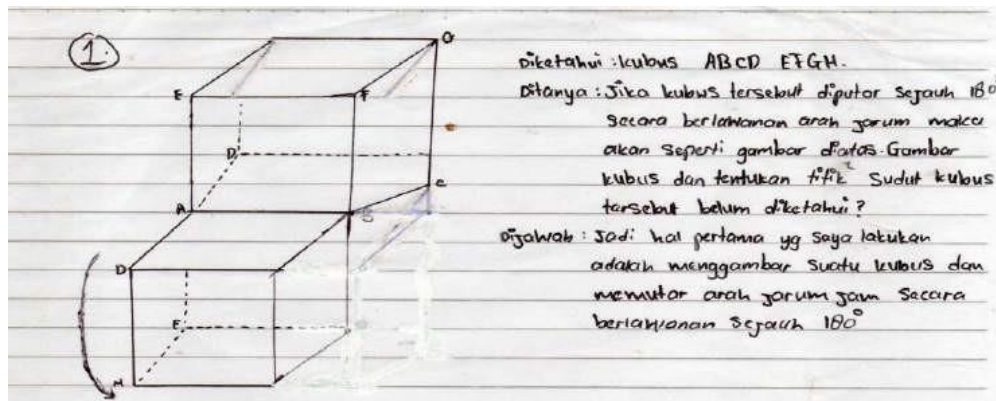 1.
G
E
F
D
A
B
C
D
E
H
Diketahui : kubus ABCD EFGH.
Ditanya : Jika kubus tersebut diputar sejauh 180°
secara berlawanan arah jarum maka
akan seperti gambar diatas. Gambar
kubus dan tentukan titik² sudut kubus
tersebut belum diketahui?
Dijawab : Jadi hal pertama yg saya lakukan
adalah menggambar suatu kubus dan
memutar arah jarum jam secara
berlawanan sejauh 180°